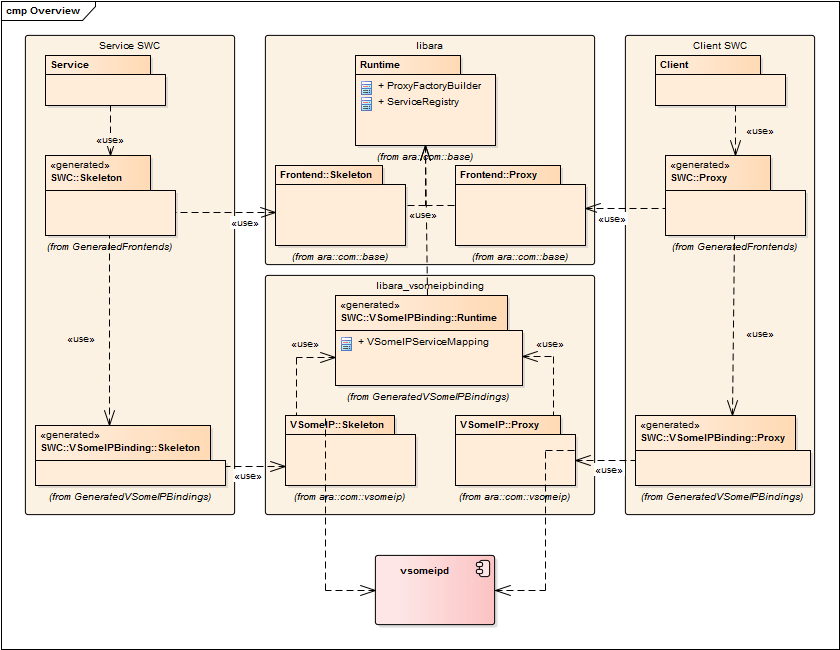 cmp Overview
Service SWC
Service
«use»
«generated»
SWC::Skeleton
(from GeneratedFrontends)
«use»
«use»
«generated»
SWC::VSomeIPBinding::Skeleton
(from GeneratedVSomeIPBindings)
«use»
libara
Runtime
+ ProxyFactoryBuilder
+ ServiceRegistry
(from ara::com::base)
Frontend::Skeleton
(from ara::com::base)
Frontend::Proxy
(from ara::com::base)
«use»
libara_vsomeipbinding
«generated»
SWC::VSomeIPBinding::Runtime
+ VSomeIPServiceMapping
(from GeneratedVSomeIPBindings)
«use»
«use»
VSomeIP::Skeleton
(from ara::com::vsomeip)
VSomeIP::Proxy
(from ara::com::vsomeip)
Client SWC
Client
«use»
«generated»
SWC::Proxy
(from GeneratedFrontends)
«use»
«use»
«generated»
SWC::VSomeIPBinding::Proxy
(from GeneratedVSomeIPBindings)
«use»
vsomeipd